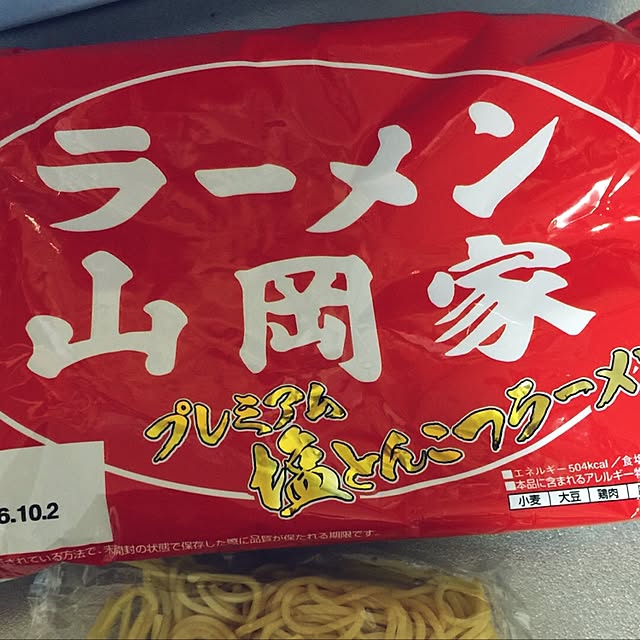 ラーメン
山岡家
プレミアム
塩とんこつラーメン
■エネルギー504kcal／食塩
■本品に含まれるアレルギー物
小麦 大豆 鶏肉
6.10.2
されている方法で、未開封の状態で保存した際に品質が保たれる期限です。